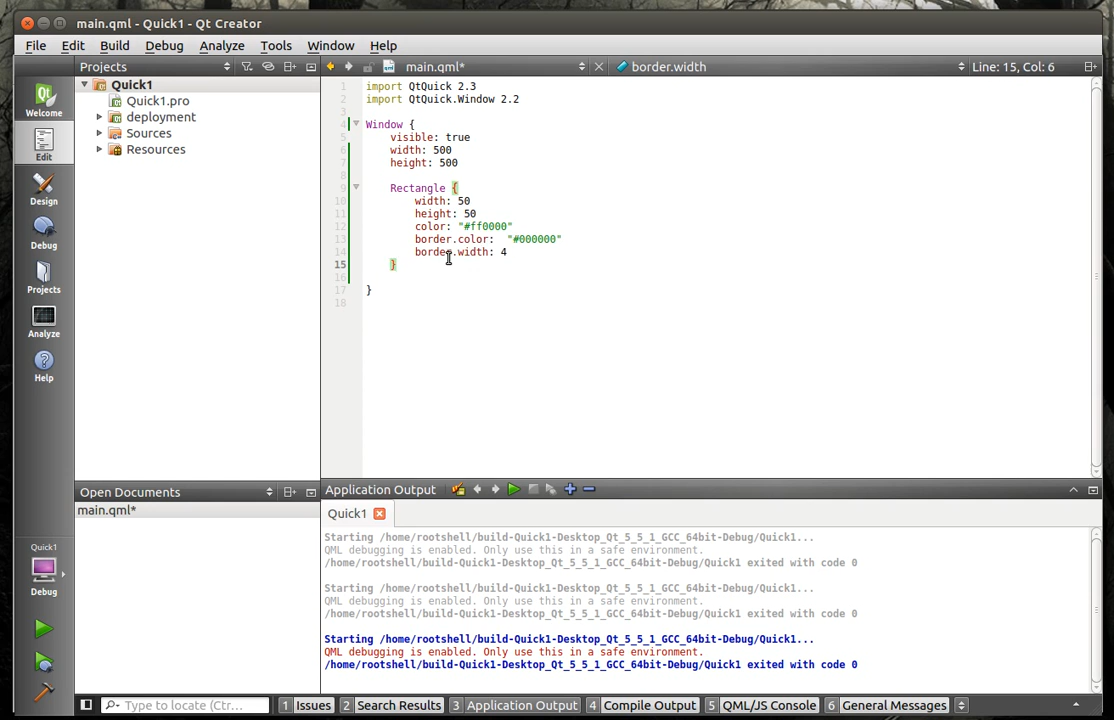 main.qml - Quick1 - Qt Creator
File Edit Build Debug Analyze Tools Window Help
Projects
main.qml*
border.width
Line: 15, Col: 6
Welcome
Edit
Design
Debug
Projects
Analyze
Help
Quick1
Quick1.pro
deployment
Sources
Resources
1 import QtQuick 2.3
2 import QtQuick.Window 2.2
3
4 Window {
5 visible: true
6 width: 500
7 height: 500
8
9 Rectangle {
10 width: 50
11 height: 50
12 color: "#ff0000"
13 border.color: "#000000"
14 border.width: 4
15 }
16
17 }
18
Open Documents
main.qml*
Quick1
Debug
Application Output
Quick1
Starting /home/rootshell/build-Quick1-Desktop_Qt_5_5_1_GCC_64bit-Debug/Quick1...
QML debugging is enabled. Only use this in a safe environment.
/home/rootshell/build-Quick1-Desktop_Qt_5_5_1_GCC_64bit-Debug/Quick1 exited with code 0
Starting /home/rootshell/build-Quick1-Desktop_Qt_5_5_1_GCC_64bit-Debug/Quick1...
QML debugging is enabled. Only use this in a safe environment.
/home/rootshell/build-Quick1-Desktop_Qt_5_5_1_GCC_64bit-Debug/Quick1 exited with code 0
Starting /home/rootshell/build-Quick1-Desktop_Qt_5_5_1_GCC_64bit-Debug/Quick1...
QML debugging is enabled. Only use this in a safe environment.
/home/rootshell/build-Quick1-Desktop_Qt_5_5_1_GCC_64bit-Debug/Quick1 exited with code 0
Type to locate (Ctr...
1 Issues 2 Search Results 3 Application Output 4 Compile Output 5 QML/JS Console 6 General Messages